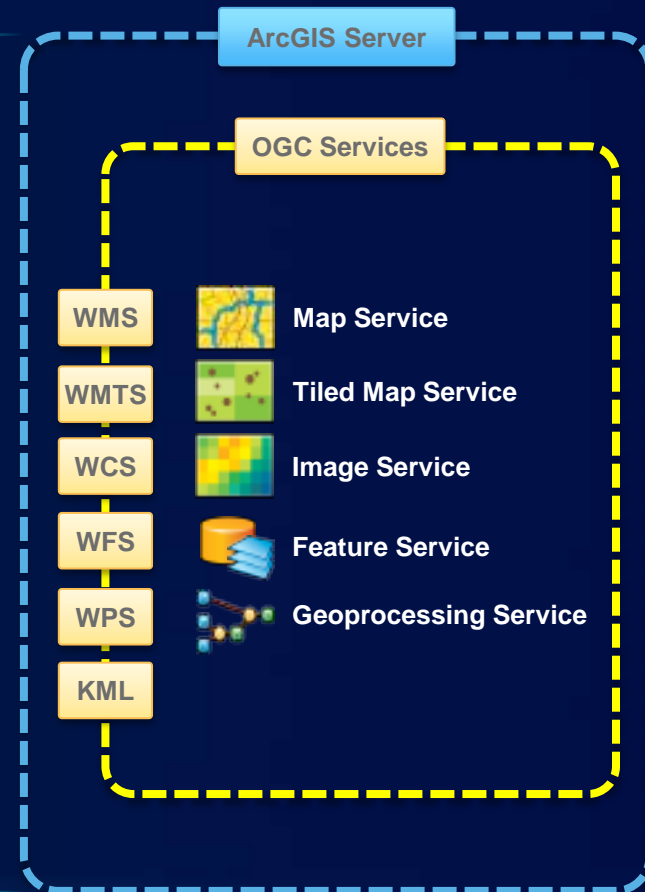 ArcGIS Server
OGC Services
WMS
Map Service
WMTS
Tiled Map Service
WCS
Image Service
WFS
Feature Service
WPS
Geoprocessing Service
KML